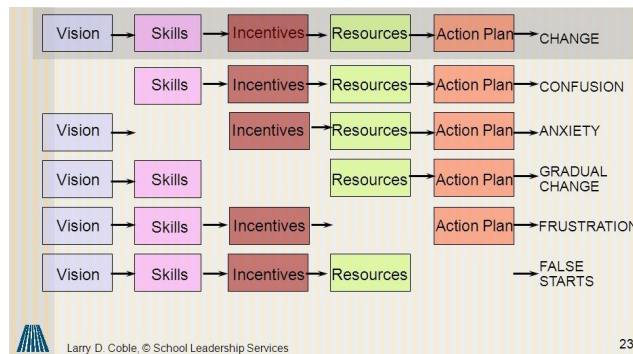 Vision Skills Incentives Resources Action Plan CHANGE
Skills Incentives Resources Action Plan CONFUSION
Vision Incentives Resources Action Plan ANXIETY
Vision Skills Resources Action Plan GRADUAL
CHANGE
Vision Skills Incentives Action Plan FRUSTRATION
Vision Skills Incentives Resources FALSE
STARTS
Larry D. Coble, © School Leadership Services 23